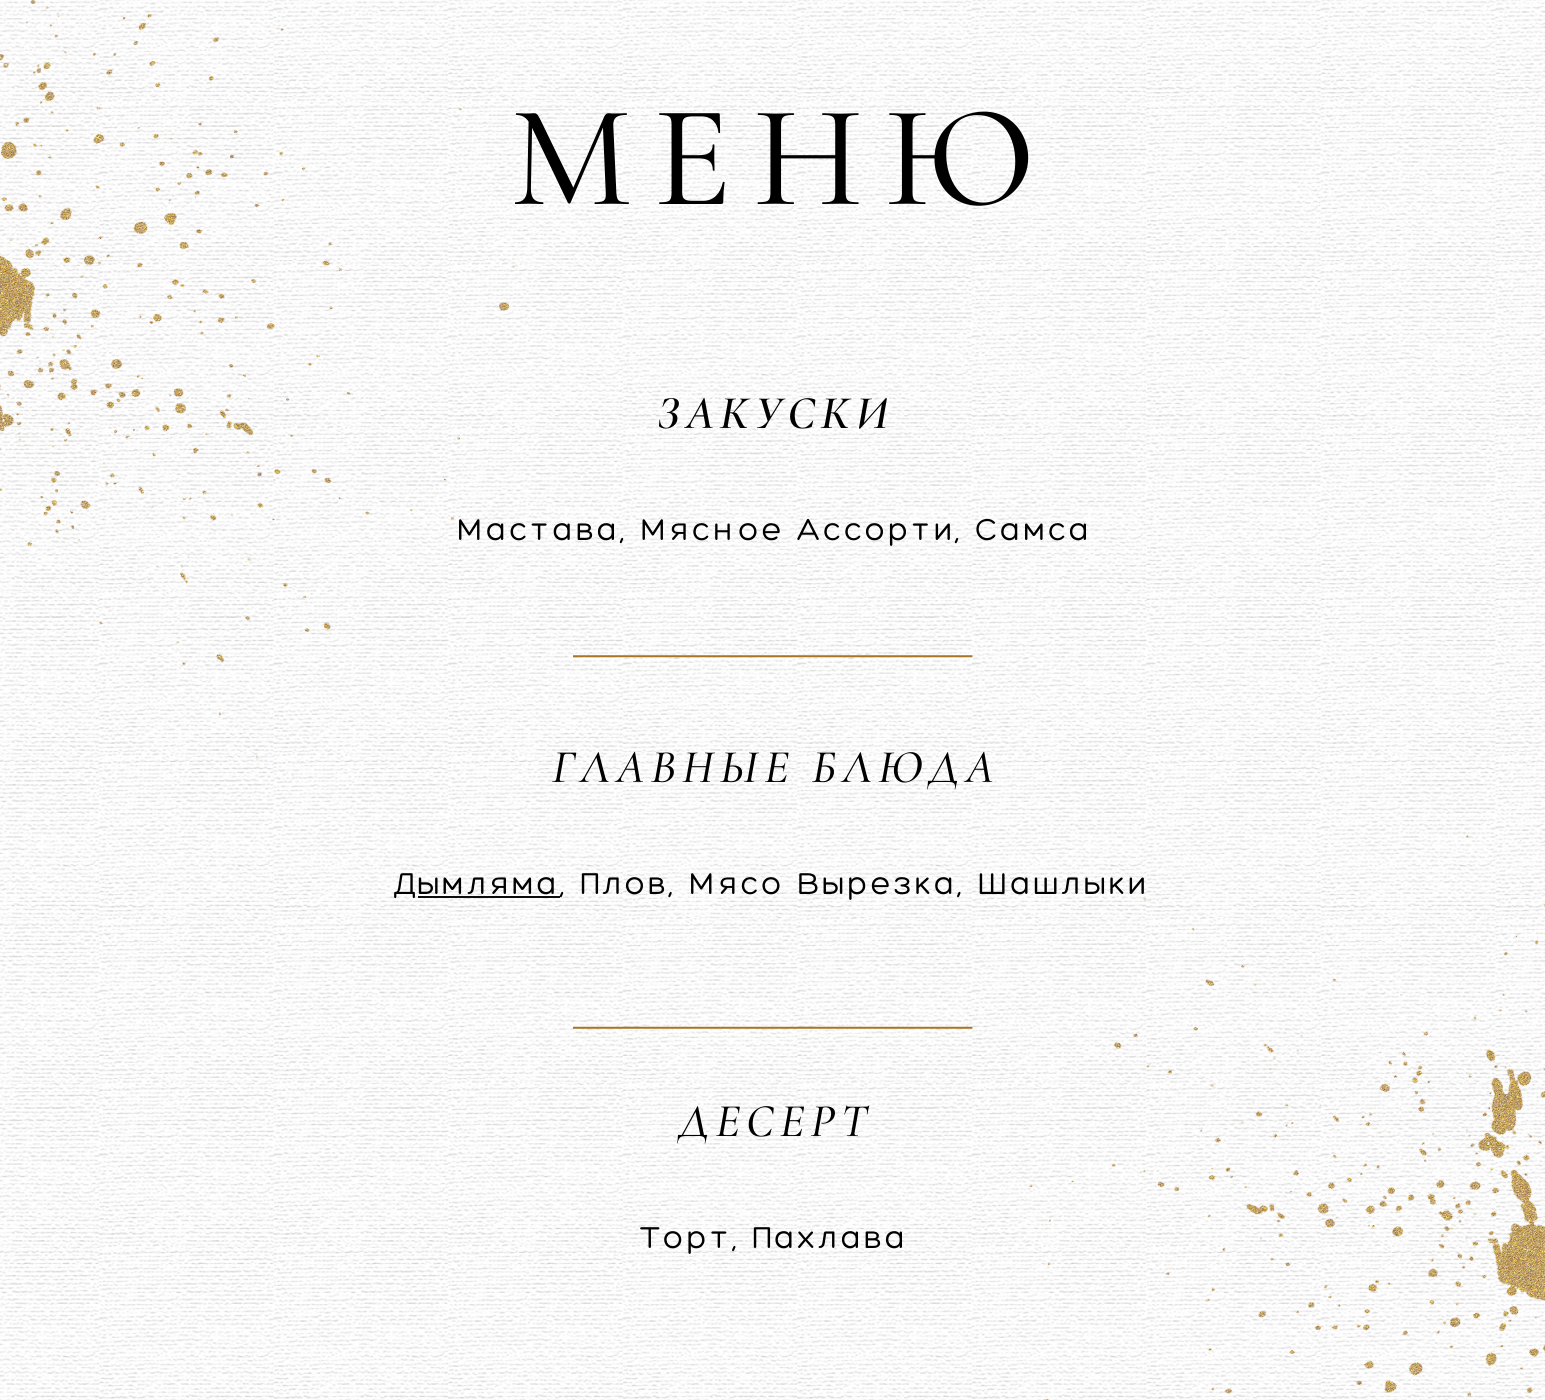 МЕНЮ
ЗАКУСКИ
Мастава, Мясное Ассорти, Самса
ГЛАВНЫЕ БЛЮДА
Дымляма, Плов, Мясо Вырезка, Шашлыки
ДЕСЕРТ
Торт, Пахлава